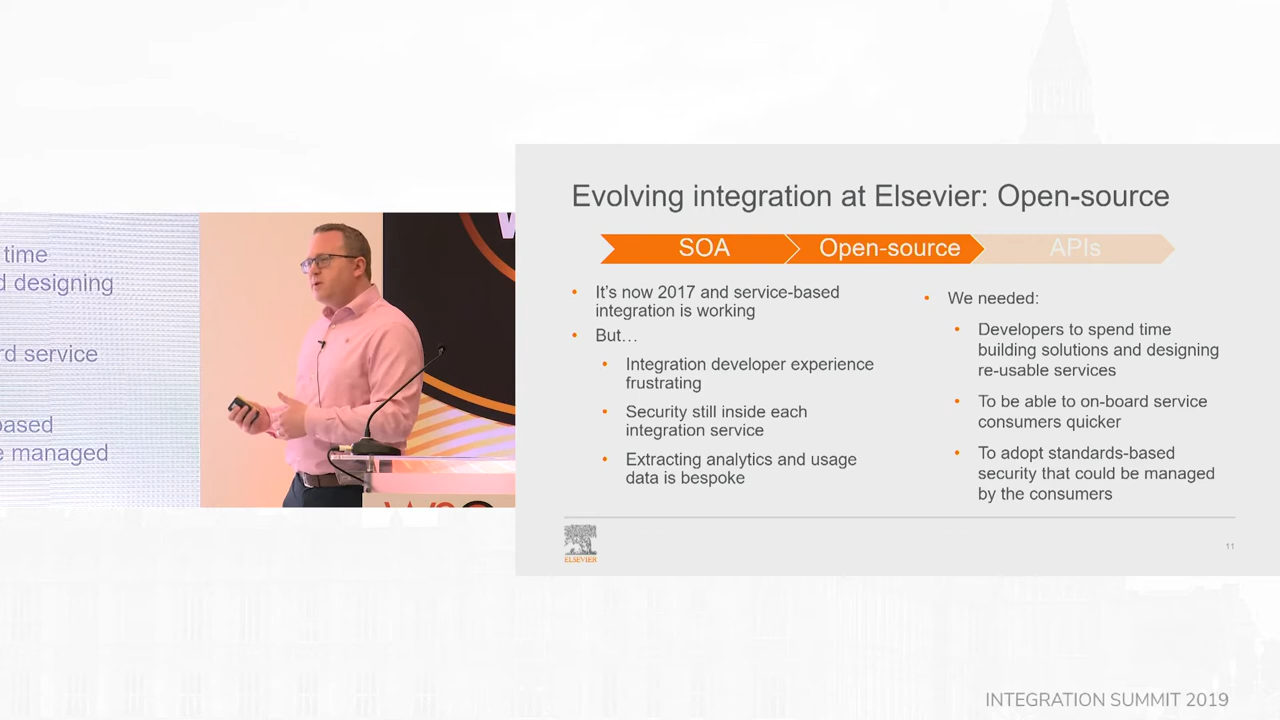 time
d designing
rd service
based
e managed
W
WSO
Evolving integration at Elsevier: Open-source
SOA
Open-source
APIs
• It's now 2017 and service-based
integration is working
• But…
• Integration developer experience
frustrating
• Security still inside each
integration service
• Extracting analytics and usage
data is bespoke
• We needed:
• Developers to spend time
building solutions and designing
re-usable services
• To be able to on-board service
consumers quicker
• To adopt standards-based
security that could be managed
by the consumers
ELSEVIER
11
INTEGRATION SUMMIT 2019